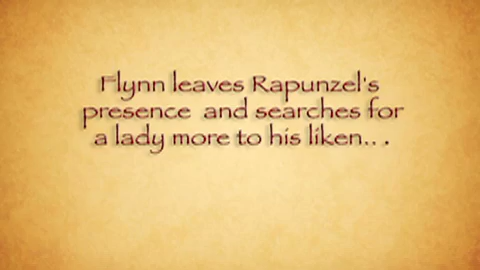 Flynn leaves Rapunzel's
presence and searches for
a lady more to his liken.. .